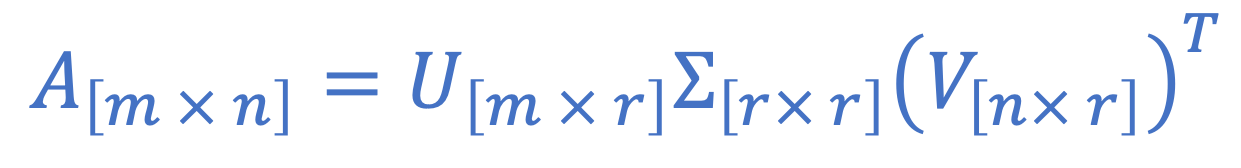 A[m × n] = U[m × r]Σ[r× r](V[n× r])^T